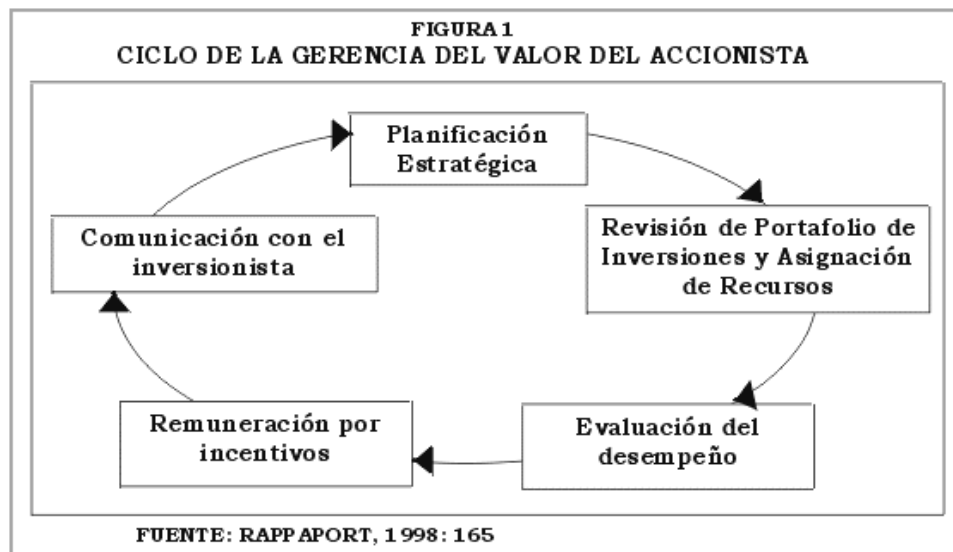 FIGURA 1
CICLO DE LA GERENCIA DEL VALOR DEL ACCIONISTA
Planificación
Estratégica
Revisión de Portafolio de
Inversiones y Asignación
de Recursos
Evaluación del
desempeño
Remuneración por
incentivos
Comunicación con el
inversionista
FUENTE: RAPPAPORT, 1998: 165